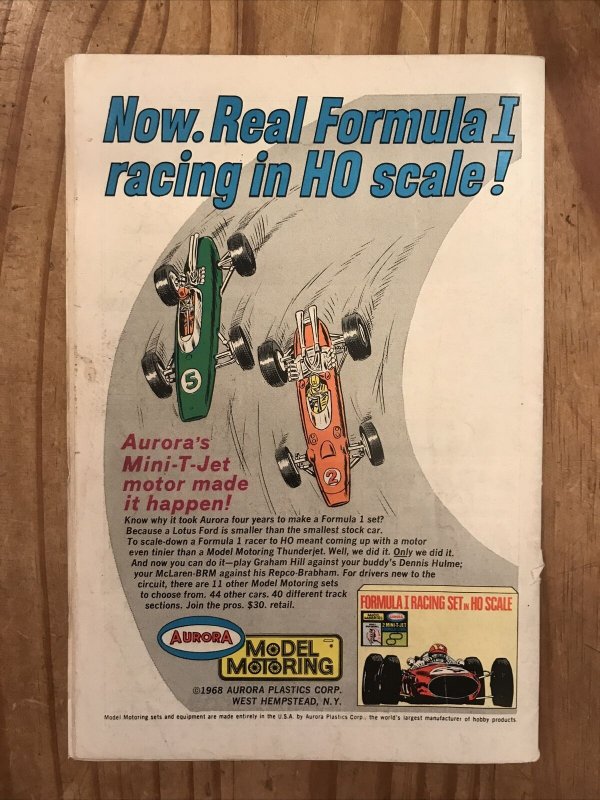 Now. Real Formula I
racing in HO scale!
5
2
Aurora's
Mini-T-Jet
motor made
it happen!
Know why it took Aurora four years to make a Formula 1 set?
Because a Lotus Ford is smaller than the smallest stock car.
To scale-down a Formula 1 racer to HO meant coming up with a motor
even tinier than a Model Motoring Thunderjet. Well, we did it. Only we did it.
And now you can do it—play Graham Hill against your buddy's Dennis Hulme;
your McLaren-BRM against his Repco-Brabham. For drivers new to the
circuit, there are 11 other Model Motoring sets
to choose from. 44 other cars. 40 different track
sections. Join the pros. $30. retail.
FORMULA I RACING SET IN HO SCALE
2 MINI-T-JET
AURORA
MODEL
MOTORING
©1968 AURORA PLASTICS CORP.
WEST HEMPSTEAD, N.Y.
Model Motoring sets and equipment are made entirely in the U.S.A. by Aurora Plastics Corp., the world's largest manufacturer of hobby products.